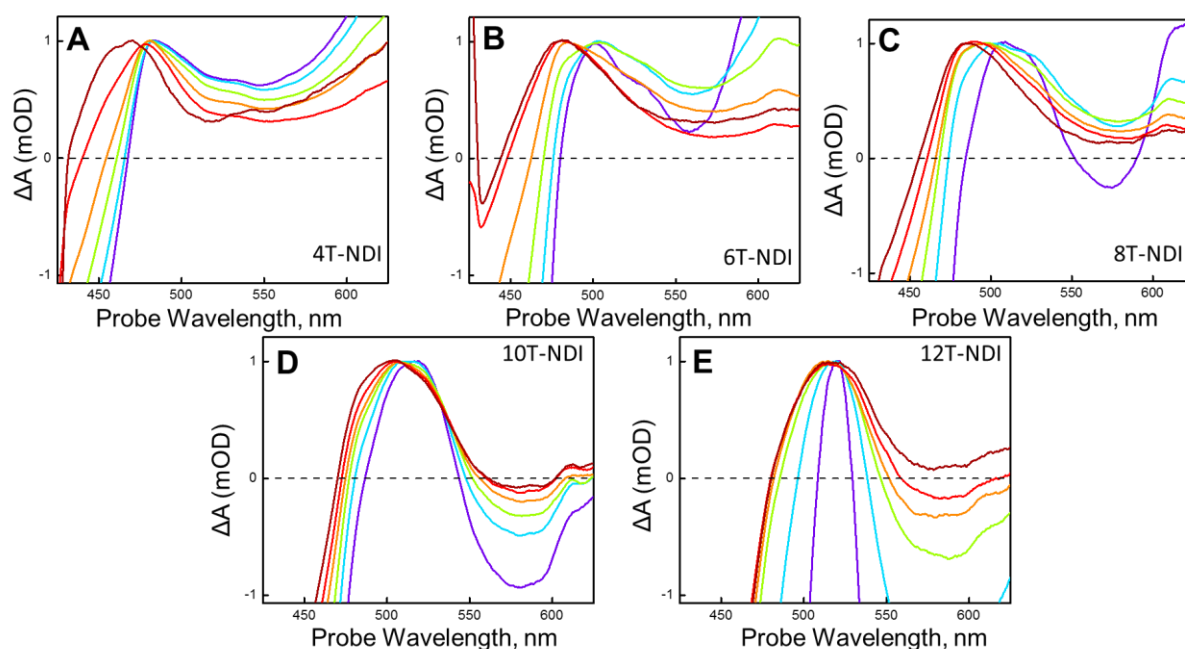 A
1
0
-1
ΔA (mOD)
4T-NDI
450
500
550
600
Probe Wavelength, nm
B
1
0
-1
ΔA (mOD)
6T-NDI
450
500
550
600
Probe Wavelength, nm
C
1
0
-1
ΔA (mOD)
8T-NDI
450
500
550
600
Probe Wavelength, nm
D
10T-NDI
1
0
-1
ΔA (mOD)
450
500
550
600
Probe Wavelength, nm
E
12T-NDI
1
0
-1
ΔA (mOD)
450
500
550
600
Probe Wavelength, nm